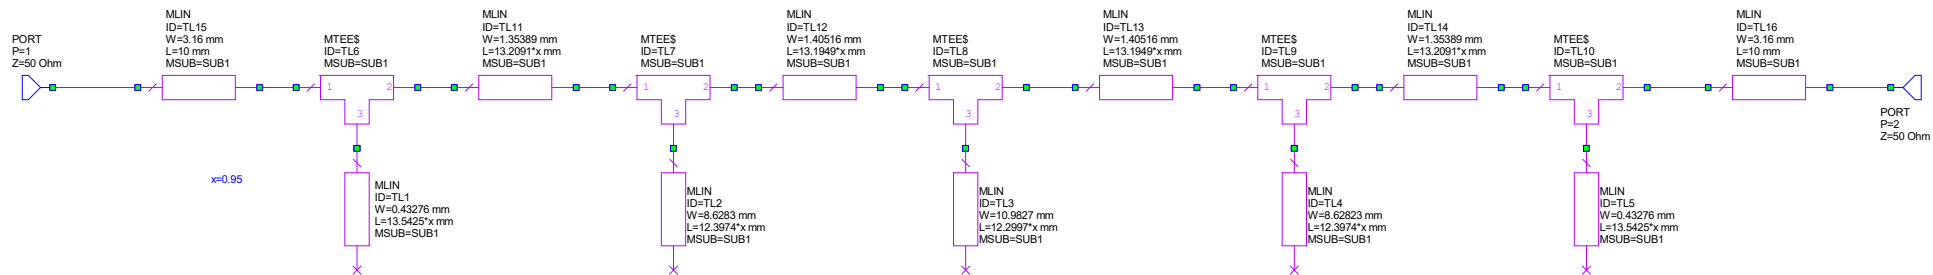 PORT
P=1
Z=50 Ohm
MLIN
ID=TL15
W=3.16 mm
L=10 mm
MSUB=SUB1
MTEE$
ID=TL6
MSUB=SUB1
1
2
3
MLIN
ID=TL11
W=1.35389 mm
L=13.2091*x mm
MSUB=SUB1
MTEE$
ID=TL7
MSUB=SUB1
1
2
3
MLIN
ID=TL12
W=1.40516 mm
L=13.1949*x mm
MSUB=SUB1
MTEE$
ID=TL8
MSUB=SUB1
1
2
3
MLIN
ID=TL13
W=1.40516 mm
L=13.1949*x mm
MSUB=SUB1
MTEE$
ID=TL9
MSUB=SUB1
1
2
3
MLIN
ID=TL14
W=1.35389 mm
L=13.2091*x mm
MSUB=SUB1
MTEE$
ID=TL10
MSUB=SUB1
1
2
3
MLIN
ID=TL16
W=3.16 mm
L=10 mm
MSUB=SUB1
PORT
P=2
Z=50 Ohm
x=0.95
MLIN
ID=TL1
W=0.43276 mm
L=13.5425*x mm
MSUB=SUB1
MLIN
ID=TL2
W=8.6283 mm
L=12.3974*x mm
MSUB=SUB1
MLIN
ID=TL3
W=10.9827 mm
L=12.2997*x mm
MSUB=SUB1
MLIN
ID=TL4
W=8.62823 mm
L=12.3974*x mm
MSUB=SUB1
MLIN
ID=TL5
W=0.43276 mm
L=13.5425*x mm
MSUB=SUB1